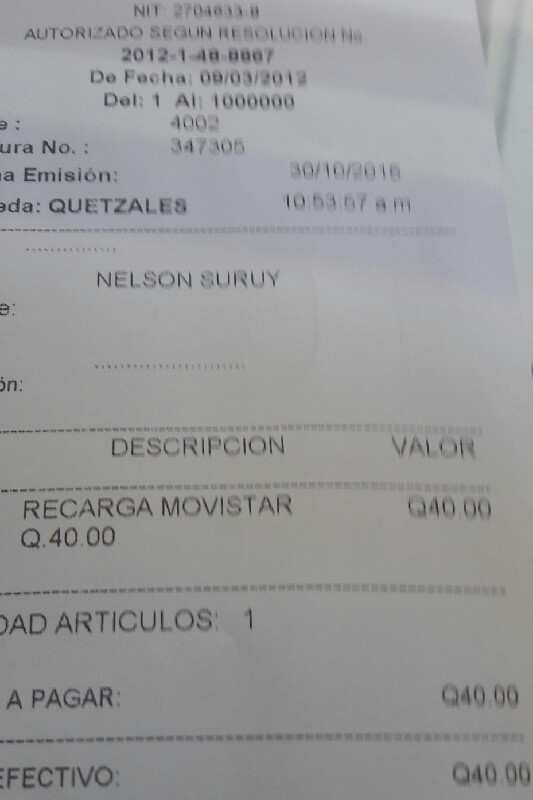 NIT: 2704633-8
AUTORIZADO SEGUN RESOLUCION No
2012-1-48-8867
De Fecha: 09/03/2012
Del: 1 Al: 1000000
e : 4002
ura No. : 347305
a Emisión: 30/10/2016
eda: QUETZALES 10:53:57 a.m
NELSON SURUY
e:
ón:
DESCRIPCION VALOR
RECARGA MOVISTAR Q40.00
Q.40.00
DAD ARTICULOS: 1
A PAGAR: Q40.00
EFECTIVO: Q40.00